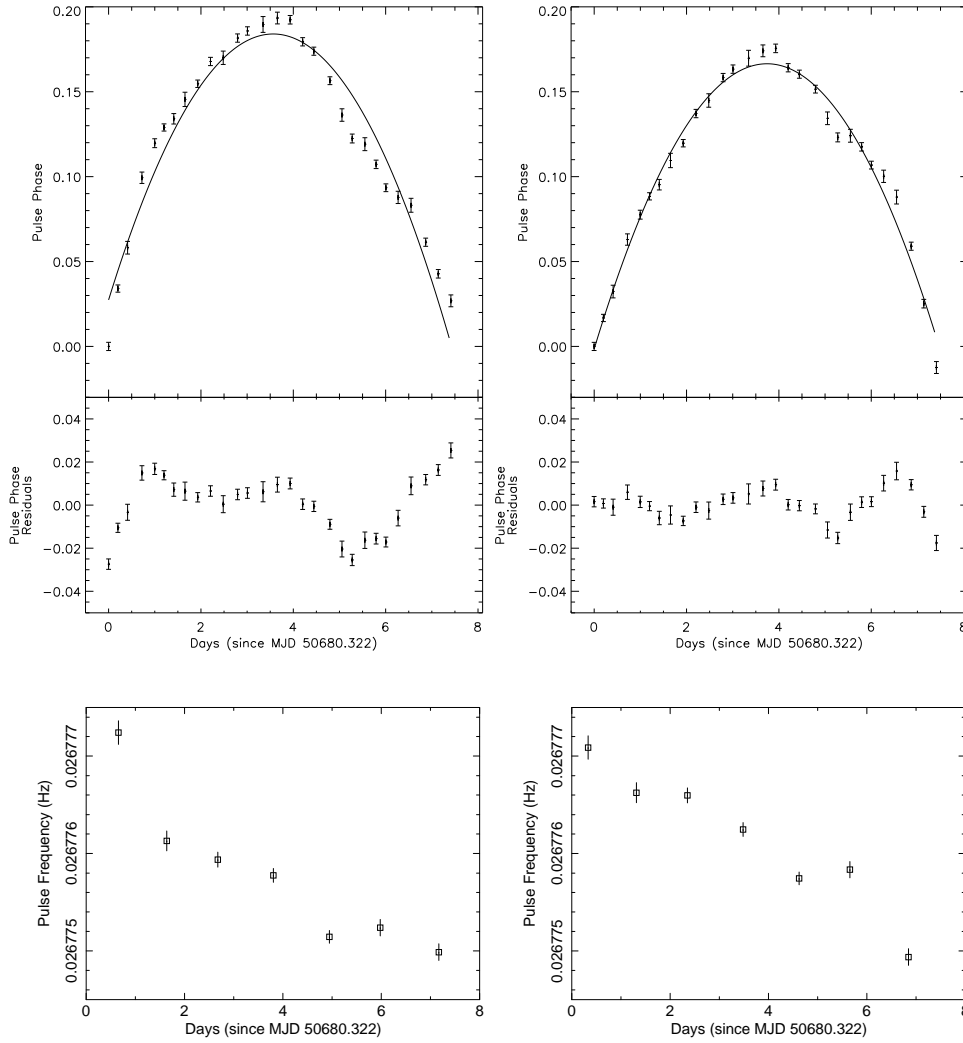 0.20
0.15
0.10
0.05
0.00
Pulse Phase
0.04
0.02
0.00
−0.02
−0.04
Pulse Phase
Residuals
0 2 4 6 8
Days (since MJD 50680.322)
0.20
0.15
0.10
0.05
0.00
Pulse Phase
0.04
0.02
0.00
−0.02
−0.04
Pulse Phase
Residuals
0 2 4 6 8
Days (since MJD 50680.322)
0.026777
0.026776
0.026775
Pulse Frequency (Hz)
0 2 4 6 8
Days (since MJD 50680.322)
0.026777
0.026776
0.026775
Pulse Frequency (Hz)
0 2 4 6 8
Days (since MJD 50680.322)